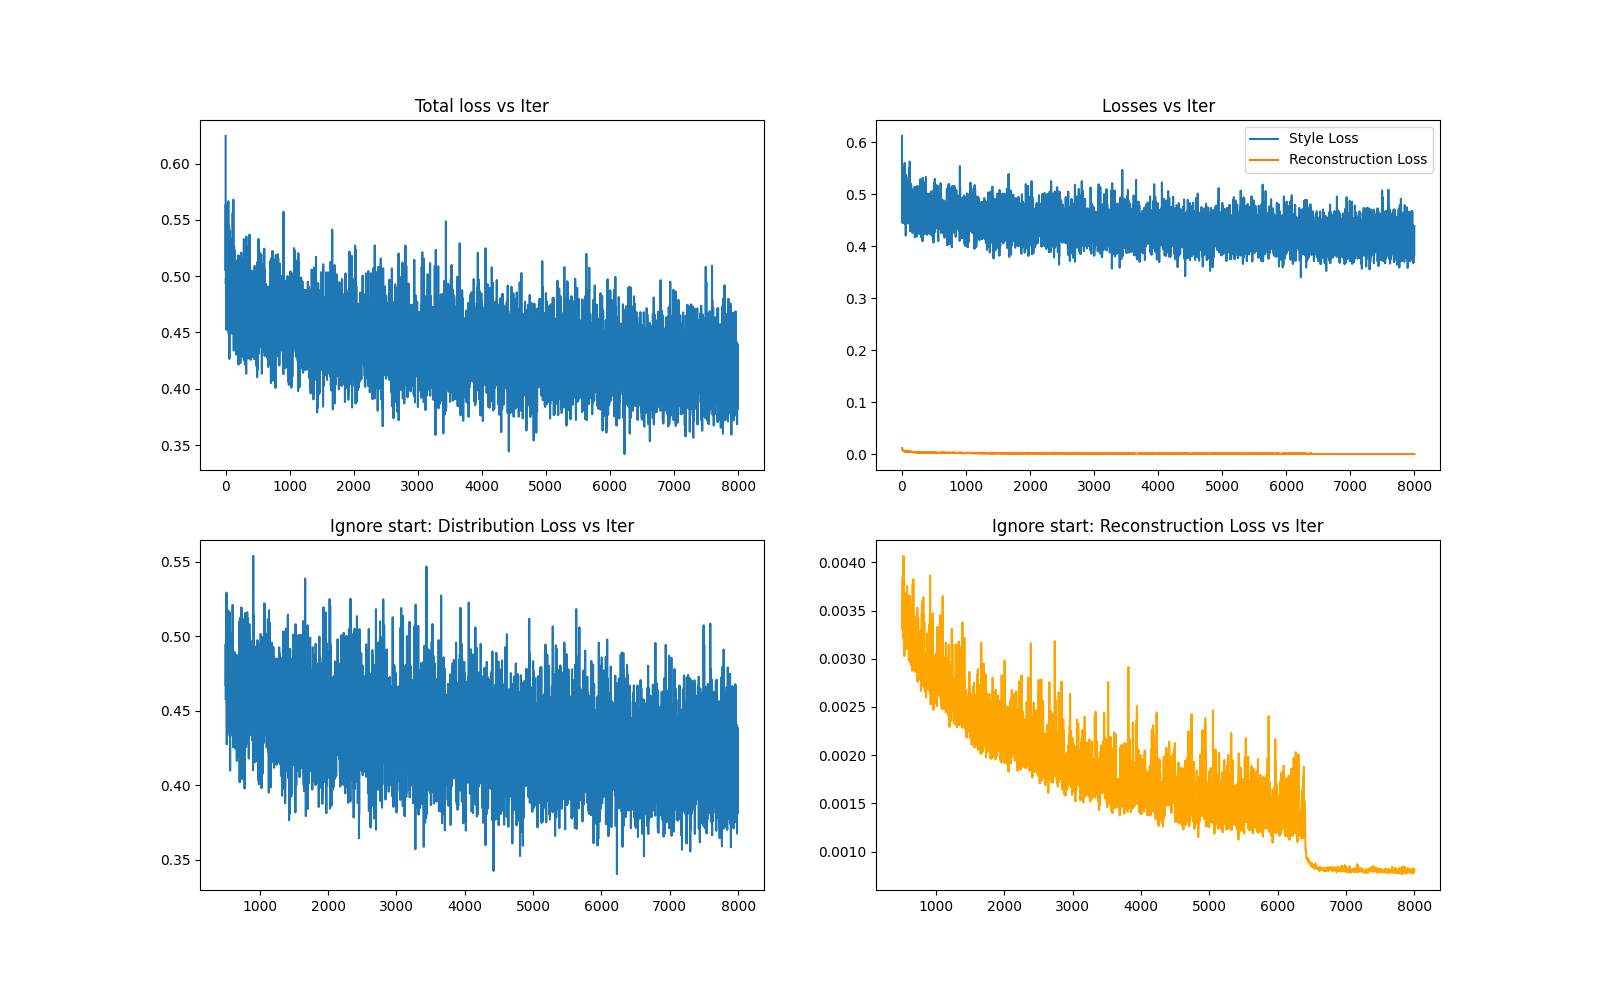 Total loss vs Iter
0.60
0.55
0.50
0.45
0.40
0.35
0 1000 2000 3000 4000 5000 6000 7000 8000
Losses vs Iter
Style Loss
Reconstruction Loss
0.6
0.5
0.4
0.3
0.2
0.1
0.0
0 1000 2000 3000 4000 5000 6000 7000 8000
Ignore start: Distribution Loss vs Iter
0.55
0.50
0.45
0.40
0.35
1000 2000 3000 4000 5000 6000 7000 8000
Ignore start: Reconstruction Loss vs Iter
0.0040
0.0035
0.0030
0.0025
0.0020
0.0015
0.0010
1000 2000 3000 4000 5000 6000 7000 8000